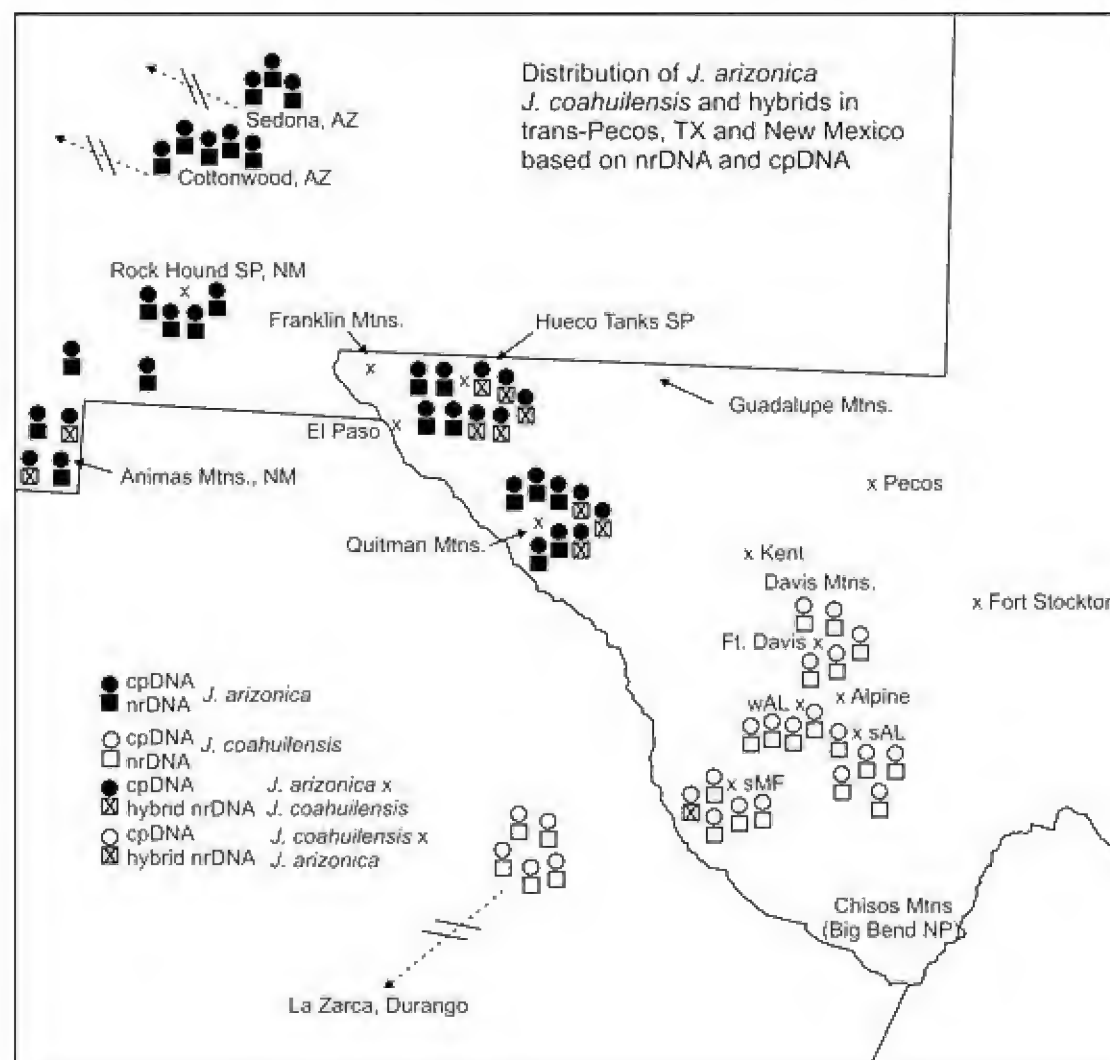 Distribution of J. arizonica
J. coahuilensis and hybrids in
trans-Pecos, TX and New Mexico
based on nrDNA and cpDNA
Sedona, AZ
Cottonwood, AZ
Rock Hound SP, NM
x
Franklin Mtns.
x
Hueco Tanks SP
x
Guadalupe Mtns.
El Paso x
Animas Mtns., NM
x Pecos
Quitman Mtns.
x
x Kent
Davis Mtns.
x Fort Stockton
Ft. Davis x
wAL x
x Alpine
x sAL
x sMF
cpDNA
nrDNA J. arizonica
cpDNA
nrDNA J. coahuilensis
cpDNA J. arizonica x
hybrid nrDNA J. coahuilensis
cpDNA J. coahuilensis x
hybrid nrDNA J. arizonica
Chisos Mtns
(Big Bend NP)
La Zarca, Durango